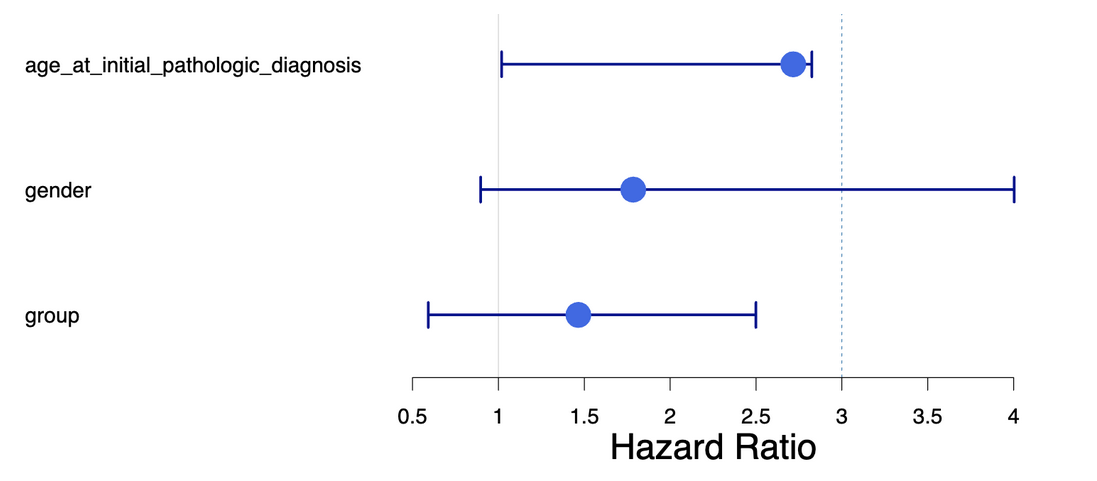 age_at_initial_pathologic_diagnosis
gender
group
0.5 1 1.5 2 2.5 3 3.5 4
Hazard Ratio